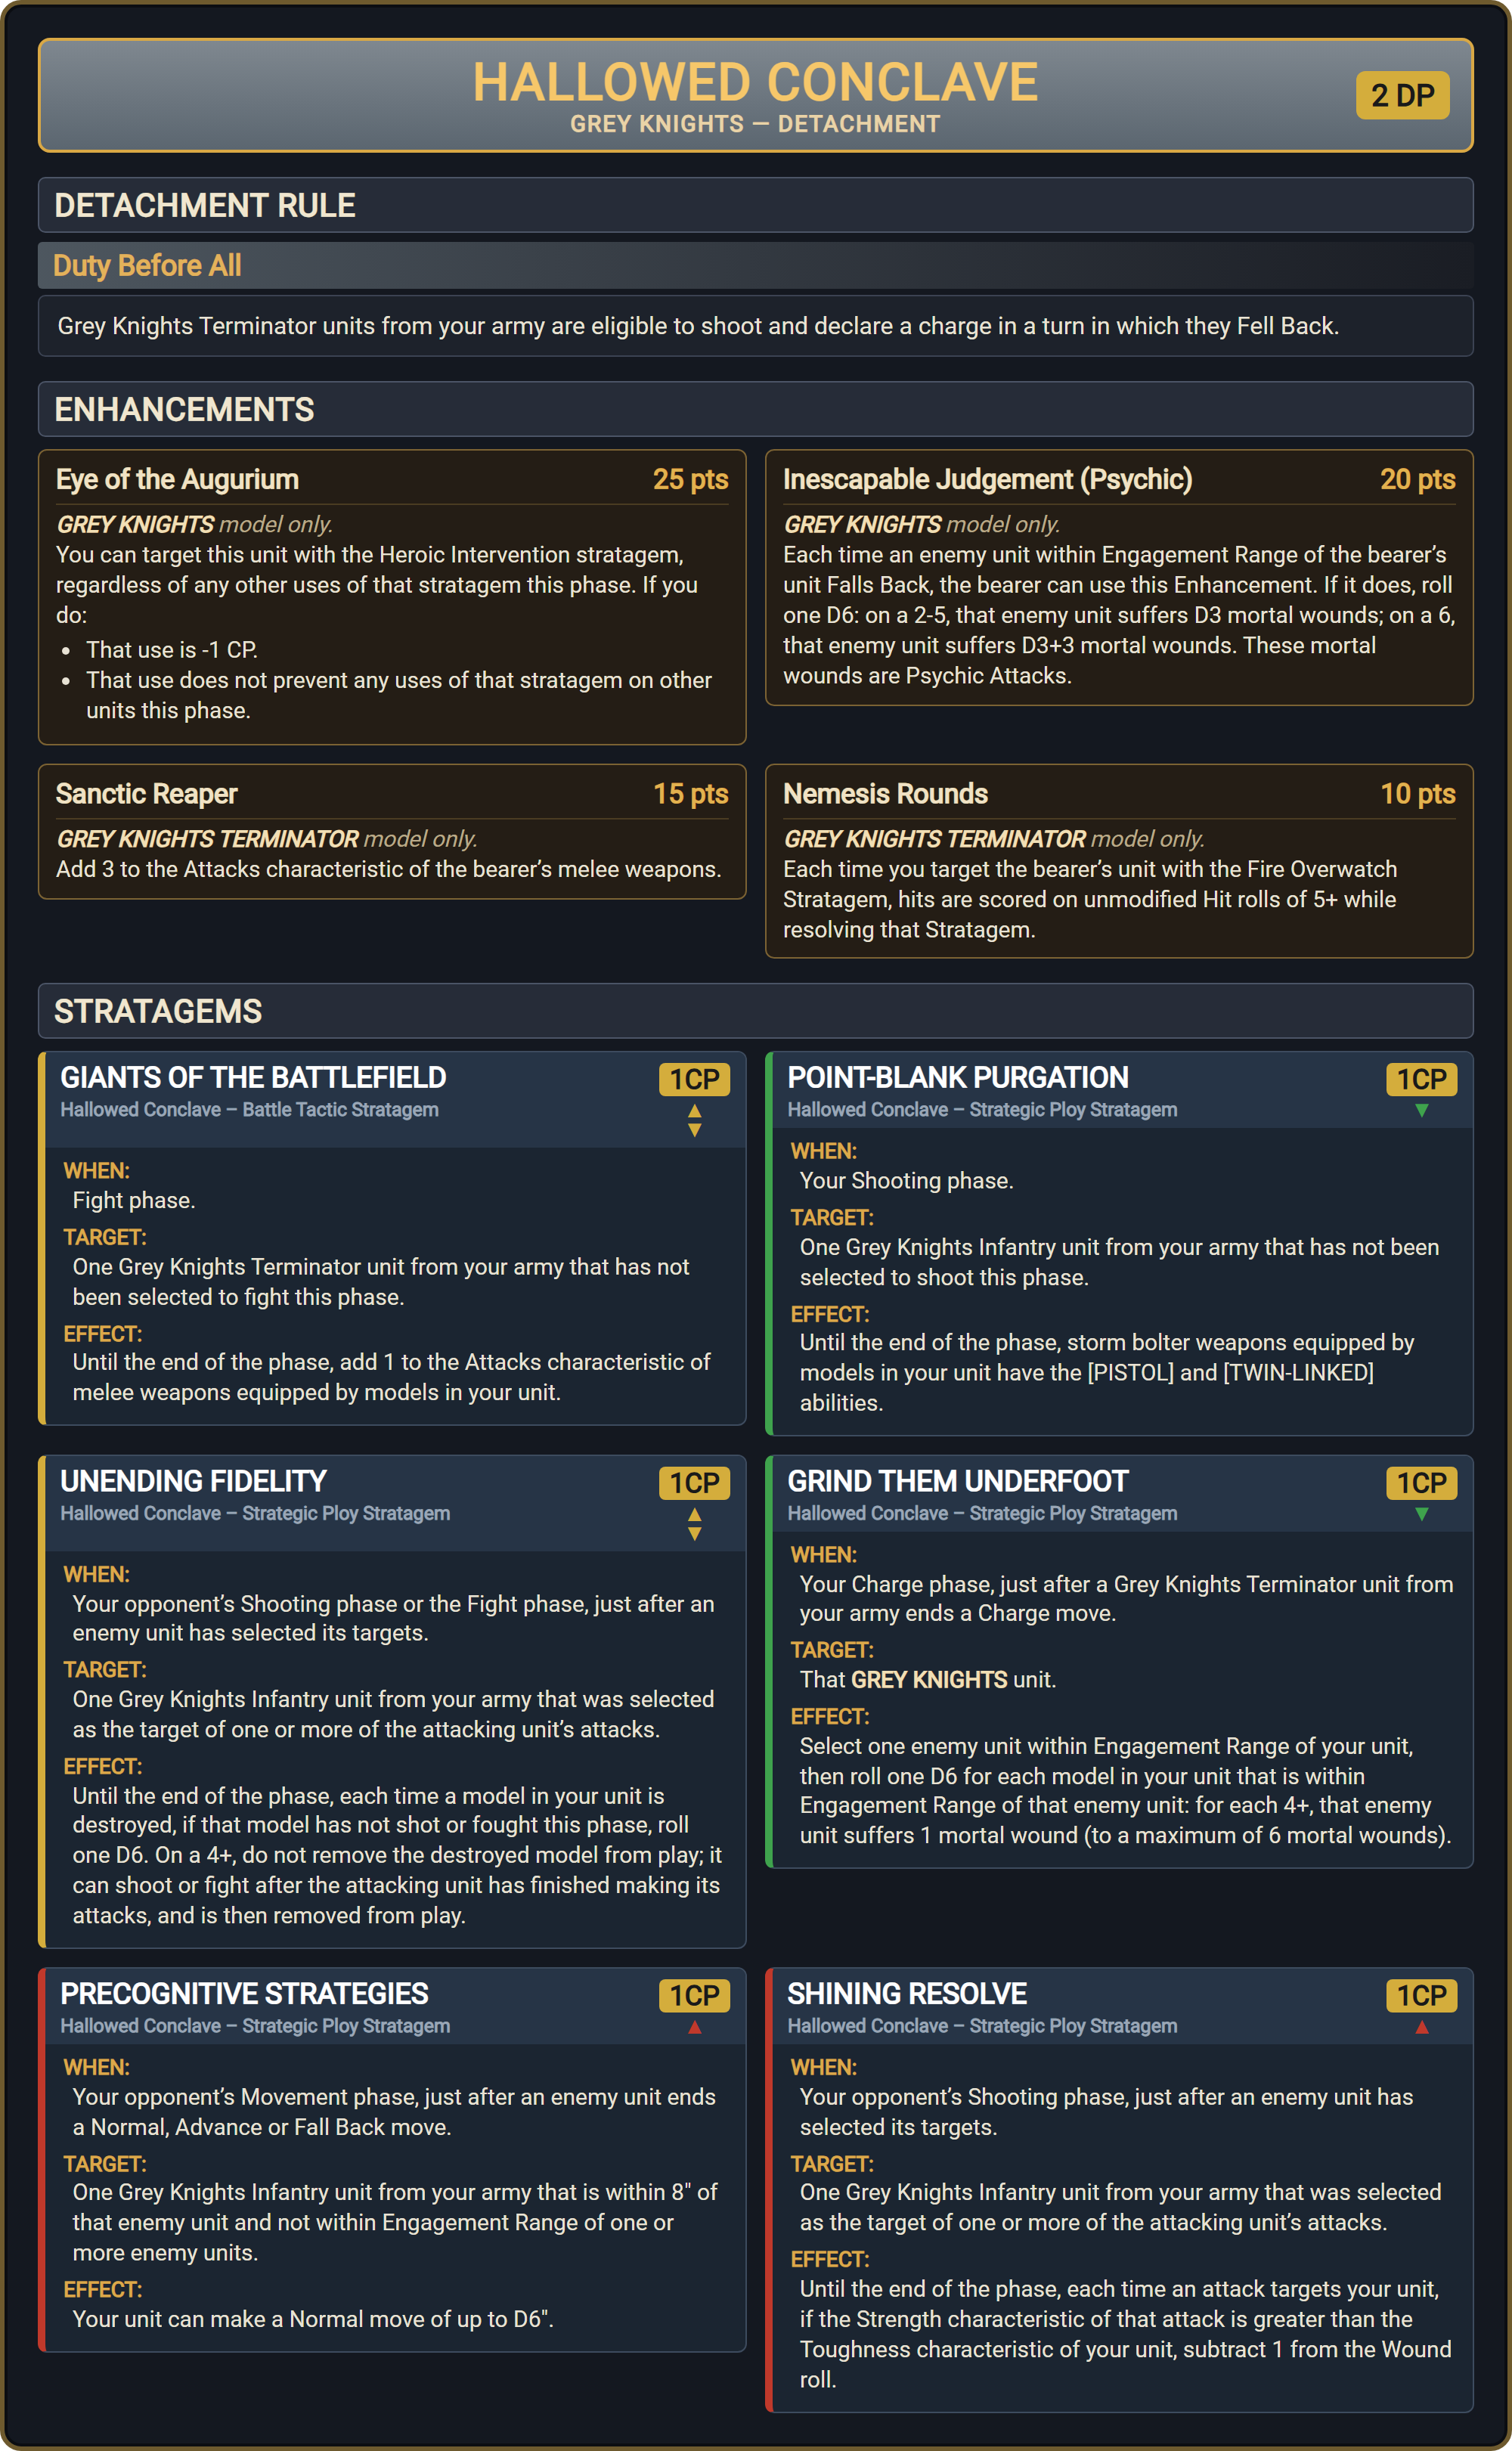 HALLOWED CONCLAVE
GREY KNIGHTS — DETACHMENT
2 DP
DETACHMENT RULE
Duty Before All
Grey Knights Terminator units from your army are eligible to shoot and declare a charge in a turn in which they Fell Back.
ENHANCEMENTS
Eye of the Augurium
25 pts
GREY KNIGHTS model only.
You can target this unit with the Heroic Intervention stratagem,
regardless of any other uses of that stratagem this phase. If you
do:
• That use is -1 CP.
• That use does not prevent any uses of that stratagem on other
units this phase.
Inescapable Judgement (Psychic)
20 pts
GREY KNIGHTS model only.
Each time an enemy unit within Engagement Range of the bearer’s
unit Falls Back, the bearer can use this Enhancement. If it does, roll
one D6: on a 2-5, that enemy unit suffers D3 mortal wounds; on a 6,
that enemy unit suffers D3+3 mortal wounds. These mortal
wounds are Psychic Attacks.
Sanctic Reaper
15 pts
GREY KNIGHTS TERMINATOR model only.
Add 3 to the Attacks characteristic of the bearer’s melee weapons.
Nemesis Rounds
10 pts
GREY KNIGHTS TERMINATOR model only.
Each time you target the bearer’s unit with the Fire Overwatch
Stratagem, hits are scored on unmodified Hit rolls of 5+ while
resolving that Stratagem.
STRATAGEMS
GIANTS OF THE BATTLEFIELD
1CP
Hallowed Conclave – Battle Tactic Stratagem
▲
▼
WHEN:
Fight phase.
TARGET:
One Grey Knights Terminator unit from your army that has not
been selected to fight this phase.
EFFECT:
Until the end of the phase, add 1 to the Attacks characteristic of
melee weapons equipped by models in your unit.
POINT-BLANK PURGATION
1CP
Hallowed Conclave – Strategic Ploy Stratagem
▼
WHEN:
Your Shooting phase.
TARGET:
One Grey Knights Infantry unit from your army that has not been
selected to shoot this phase.
EFFECT:
Until the end of the phase, storm bolter weapons equipped by
models in your unit have the [PISTOL] and [TWIN-LINKED]
abilities.
UNENDING FIDELITY
1CP
Hallowed Conclave – Strategic Ploy Stratagem
▲
▼
WHEN:
Your opponent’s Shooting phase or the Fight phase, just after an
enemy unit has selected its targets.
TARGET:
One Grey Knights Infantry unit from your army that was selected
as the target of one or more of the attacking unit’s attacks.
EFFECT:
Until the end of the phase, each time a model in your unit is
destroyed, if that model has not shot or fought this phase, roll
one D6. On a 4+, do not remove the destroyed model from play; it
can shoot or fight after the attacking unit has finished making its
attacks, and is then removed from play.
GRIND THEM UNDERFOOT
1CP
Hallowed Conclave – Strategic Ploy Stratagem
▼
WHEN:
Your Charge phase, just after a Grey Knights Terminator unit from
your army ends a Charge move.
TARGET:
That GREY KNIGHTS unit.
EFFECT:
Select one enemy unit within Engagement Range of your unit,
then roll one D6 for each model in your unit that is within
Engagement Range of that enemy unit: for each 4+, that enemy
unit suffers 1 mortal wound (to a maximum of 6 mortal wounds).
PRECOGNITIVE STRATEGIES
1CP
Hallowed Conclave – Strategic Ploy Stratagem
▲
WHEN:
Your opponent’s Movement phase, just after an enemy unit ends
a Normal, Advance or Fall Back move.
TARGET:
One Grey Knights Infantry unit from your army that is within 8" of
that enemy unit and not within Engagement Range of one or
more enemy units.
EFFECT:
Your unit can make a Normal move of up to D6".
SHINING RESOLVE
1CP
Hallowed Conclave – Strategic Ploy Stratagem
▲
WHEN:
Your opponent’s Shooting phase, just after an enemy unit has
selected its targets.
TARGET:
One Grey Knights Infantry unit from your army that was selected
as the target of one or more of the attacking unit’s attacks.
EFFECT:
Until the end of the phase, each time an attack targets your unit,
if the Strength characteristic of that attack is greater than the
Toughness characteristic of your unit, subtract 1 from the Wound
roll.